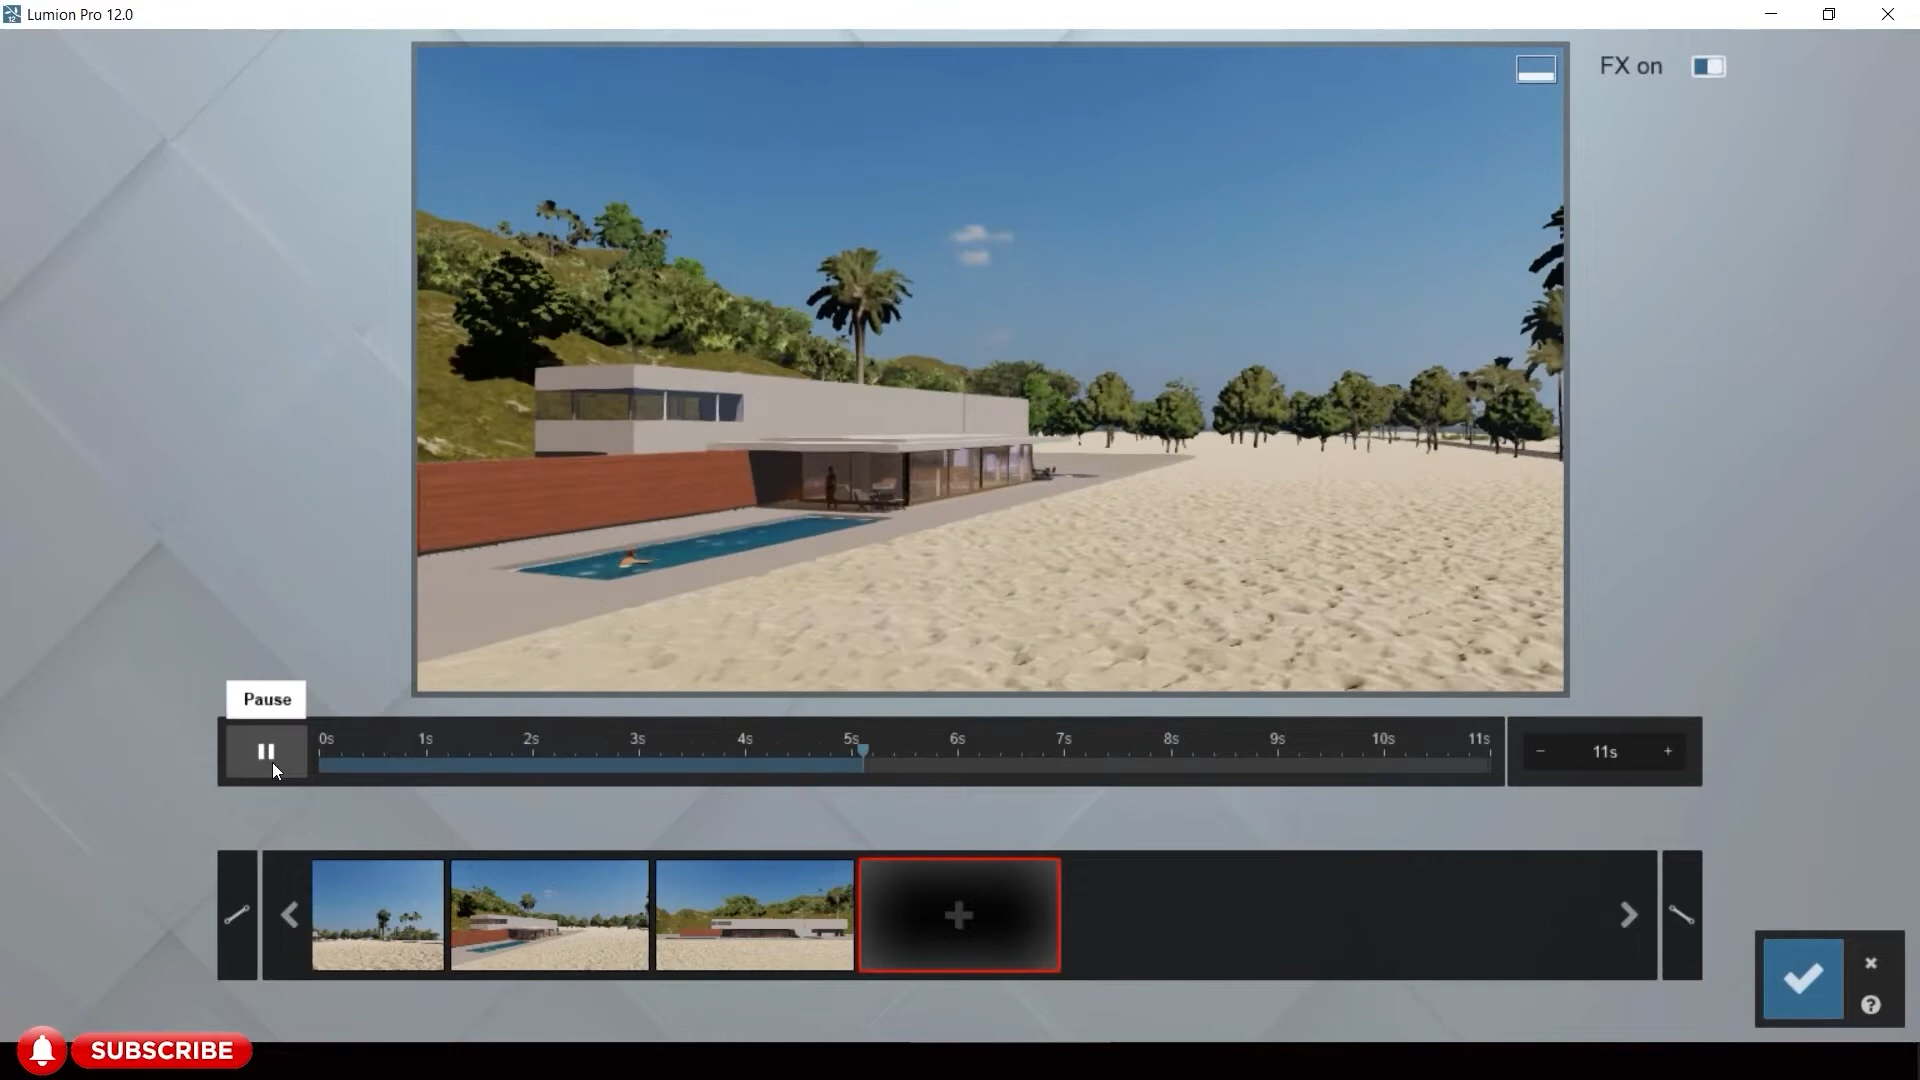 Lumion Pro 12.0
FX on
Pause
0s 1s 2s 3s 4s 5s 6s 7s 8s 9s 10s 11s
− 11s +
SUBSCRIBE